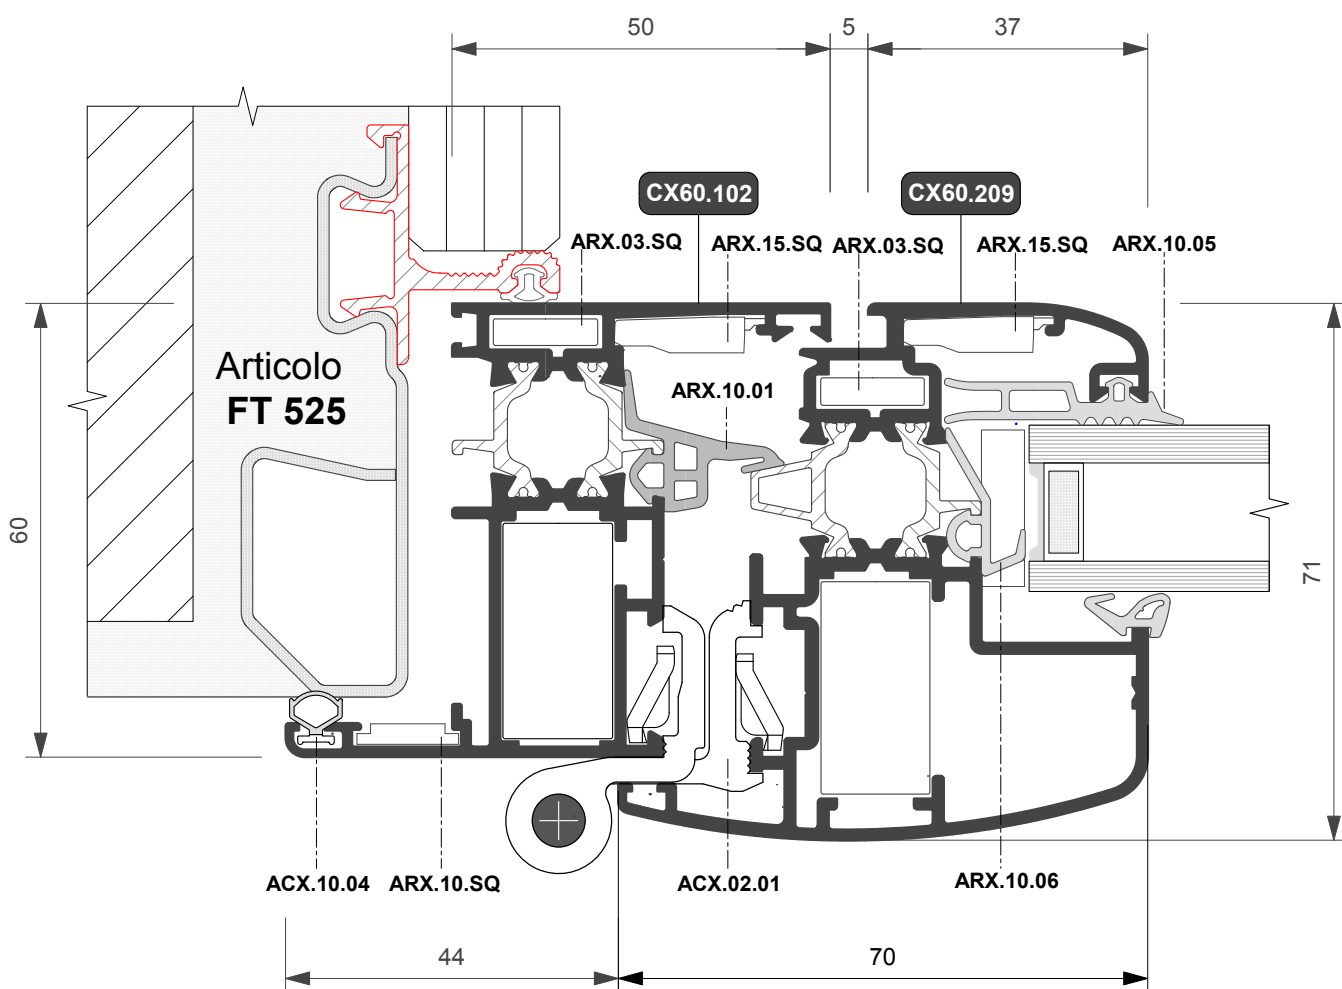 50 5 37
CX60.102 CX60.209
ARX.03.SQ ARX.15.SQ ARX.03.SQ ARX.15.SQ ARX.10.05
Articolo
FT 525
ARX.10.01
60
71
ACX.10.04 ARX.10.SQ ACX.02.01 ARX.10.06
44 70